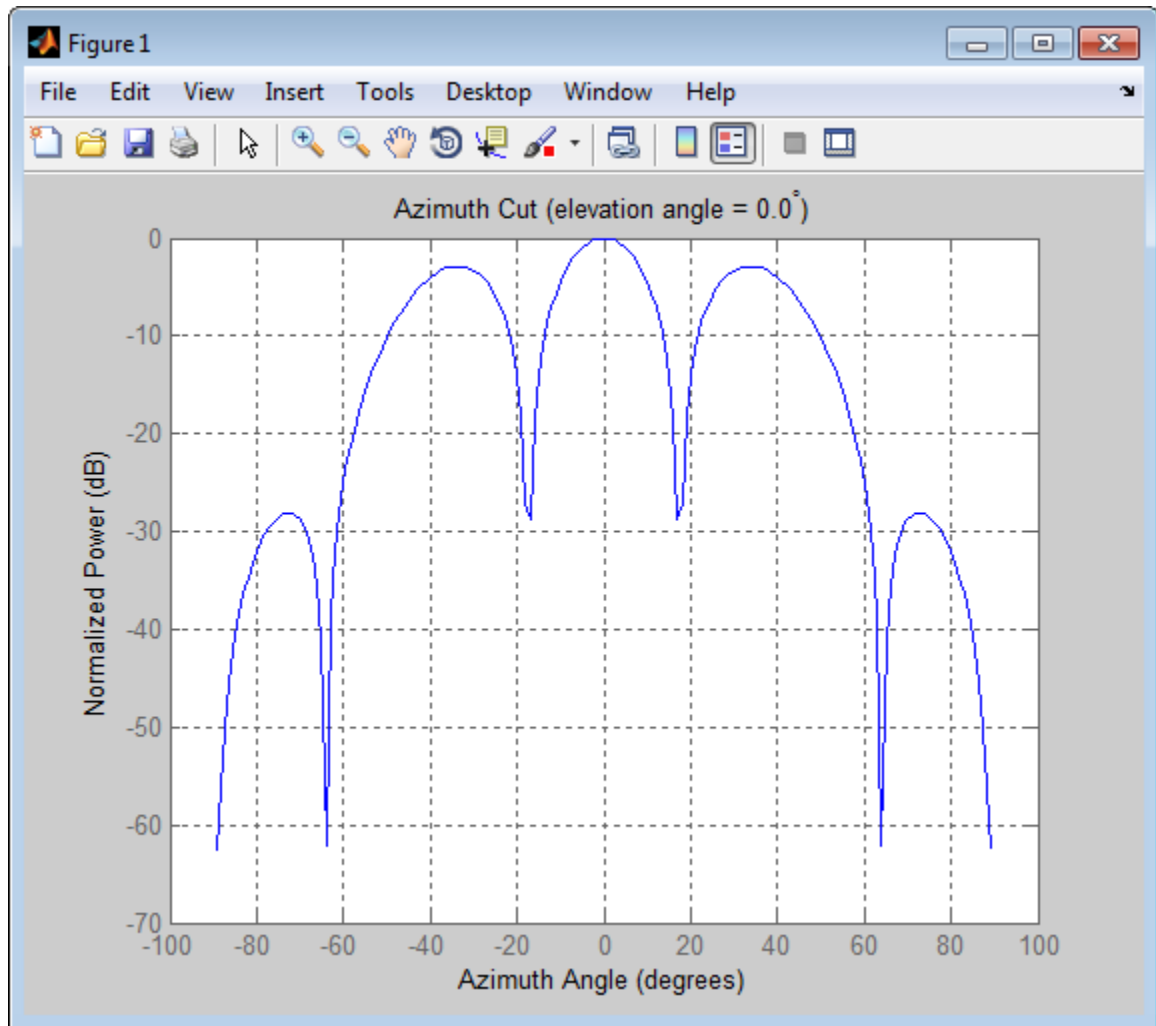 Figure 1
File Edit View Insert Tools Desktop Window Help
Azimuth Cut (elevation angle = 0.0°)
0
-10
-20
-30
-40
-50
-60
-70
Normalized Power (dB)
-100 -80 -60 -40 -20 0 20 40 60 80 100
Azimuth Angle (degrees)